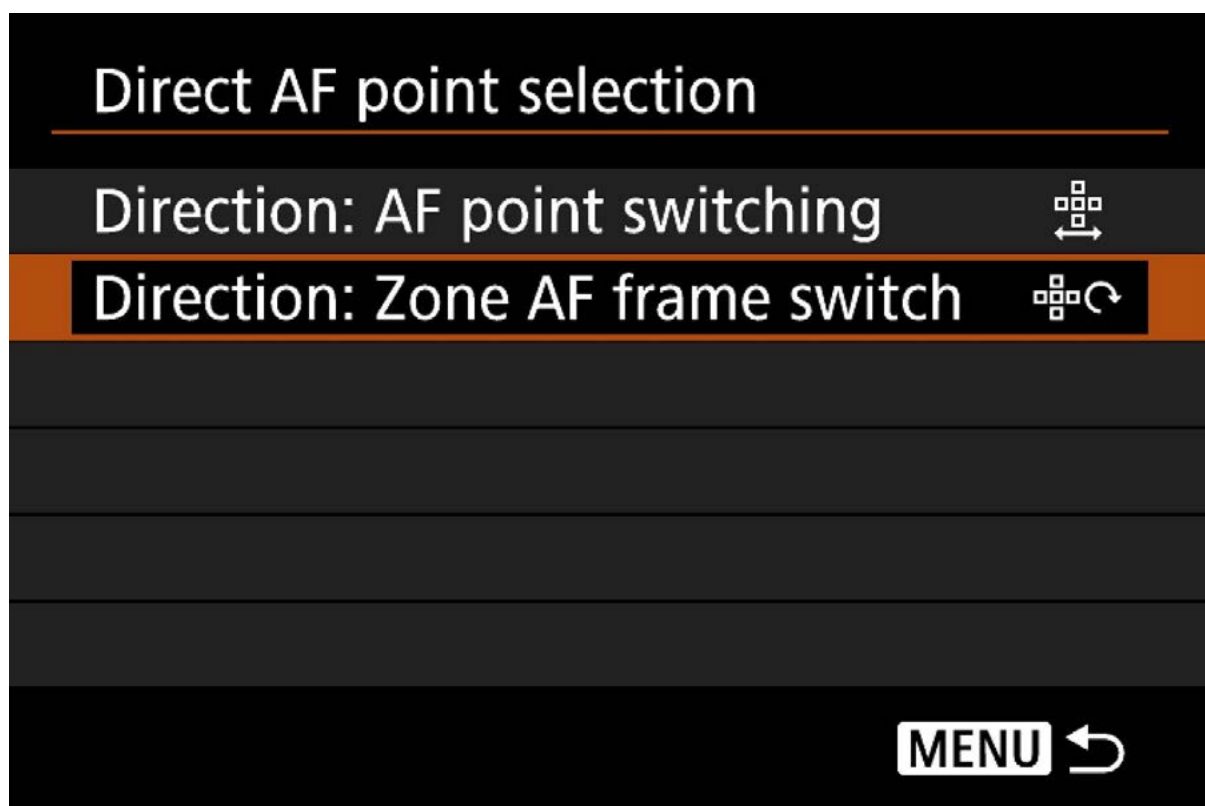 Direct AF point selection
Direction: AF point switching
Direction: Zone AF frame switch
MENU